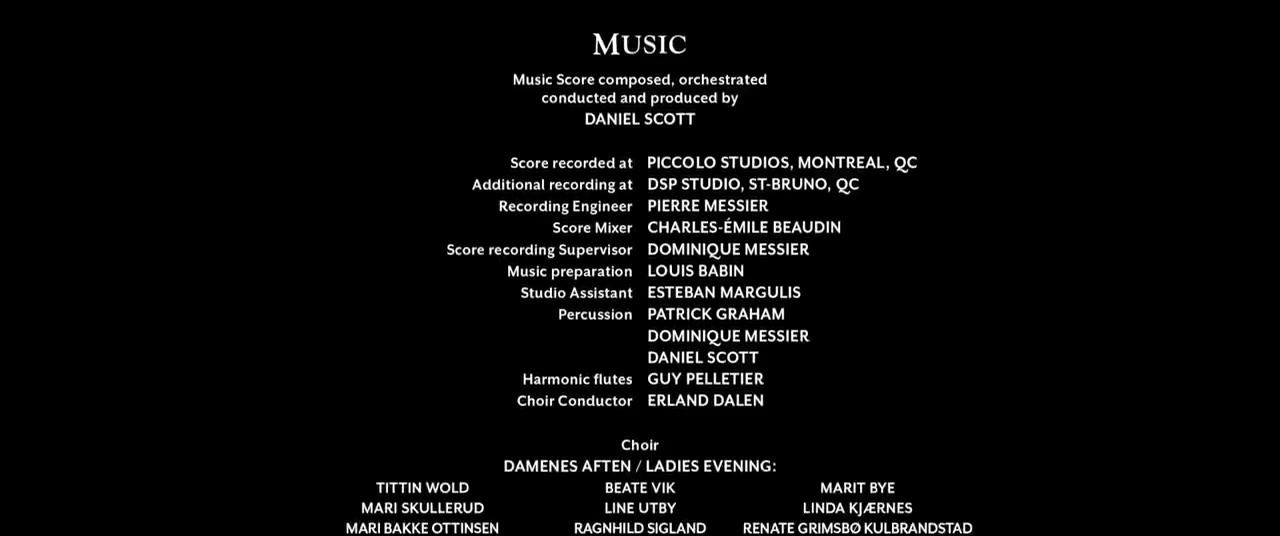 MUSIC
Music Score composed, orchestrated
conducted and produced by
DANIEL SCOTT
Score recorded at PICCOLO STUDIOS, MONTREAL, QC
Additional recording at DSP STUDIO, ST-BRUNO, QC
Recording Engineer PIERRE MESSIER
Score Mixer CHARLES-ÉMILE BEAUDIN
Score recording Supervisor DOMINIQUE MESSIER
Music preparation LOUIS BABIN
Studio Assistant ESTEBAN MARGULIS
Percussion PATRICK GRAHAM
DOMINIQUE MESSIER
DANIEL SCOTT
Harmonic flutes GUY PELLETIER
Choir Conductor ERLAND DALEN
Choir
DAMENES AFTEN / LADIES EVENING:
TITTIN WOLD BEATE VIK MARIT BYE
MARI SKULLERUD LINE UTBY LINDA KJÆRNES
MARI BAKKE OTTINSEN RAGNHILD SIGLAND RENATE GRIMSBØ KULBRANDSTAD